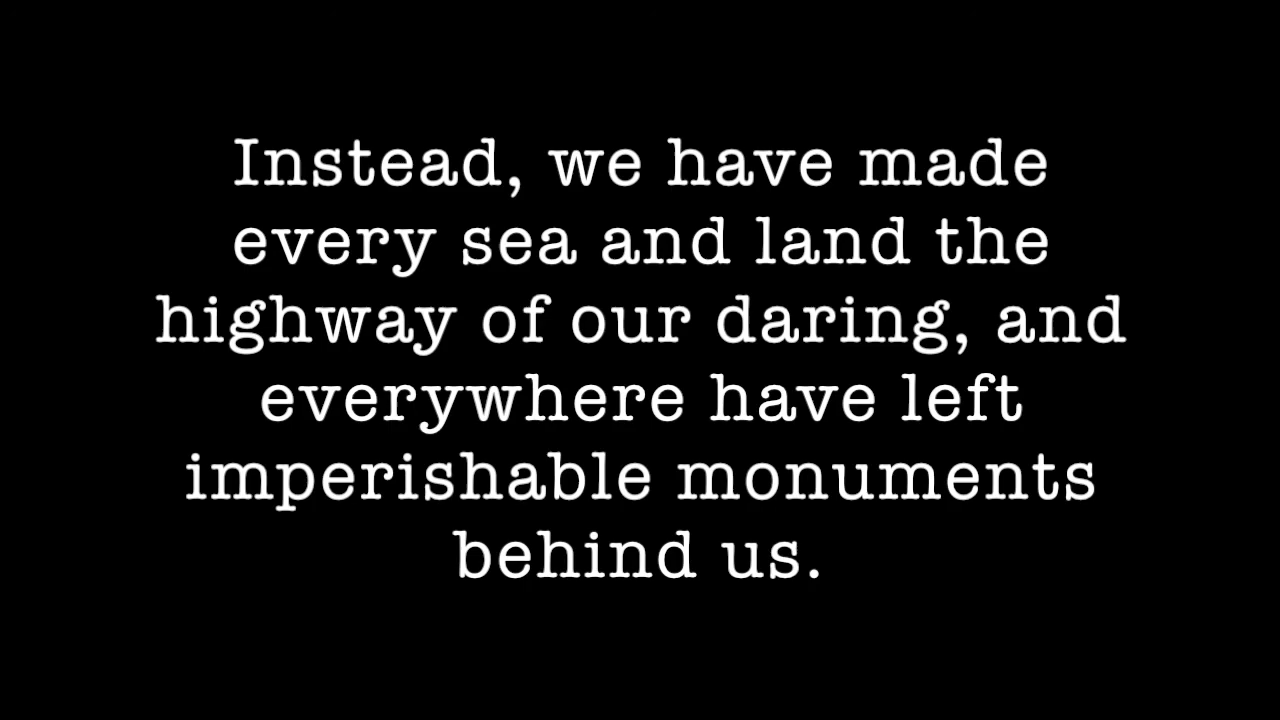 Instead, we have made
every sea and land the
highway of our daring, and
everywhere have left
imperishable monuments
behind us.